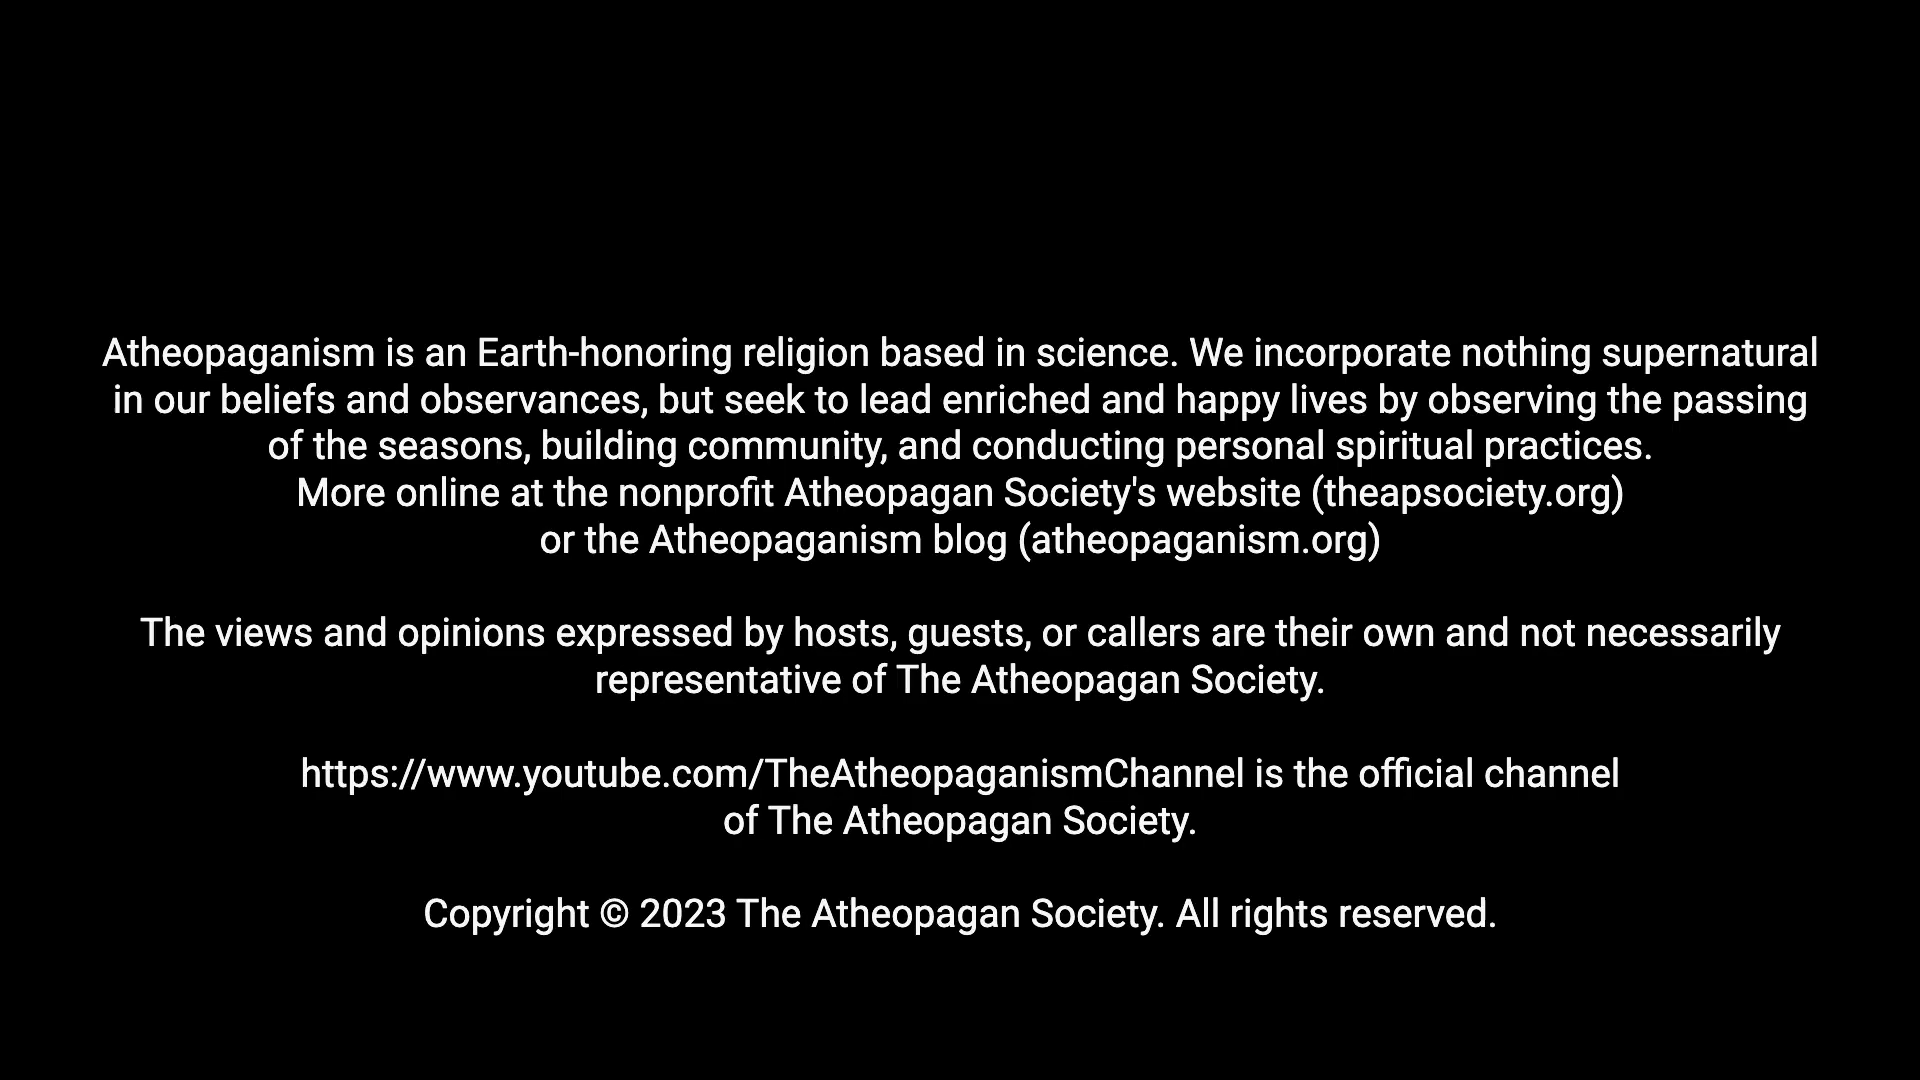 Atheopaganism is an Earth-honoring religion based in science. We incorporate nothing supernatural
in our beliefs and observances, but seek to lead enriched and happy lives by observing the passing
of the seasons, building community, and conducting personal spiritual practices.
More online at the nonprofit Atheopagan Society's website (theapsociety.org)
or the Atheopaganism blog (atheopaganism.org)
The views and opinions expressed by hosts, guests, or callers are their own and not necessarily
representative of The Atheopagan Society.
https://www.youtube.com/TheAtheopaganismChannel is the official channel
of The Atheopagan Society.
Copyright © 2023 The Atheopagan Society. All rights reserved.